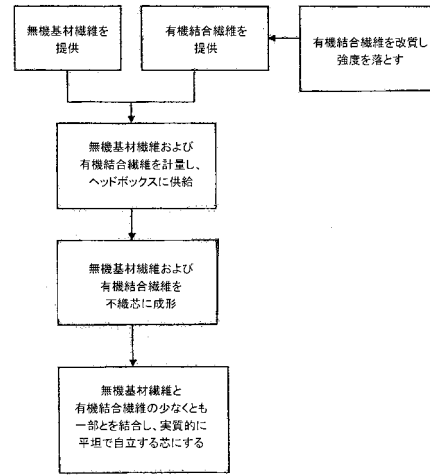 無機基材繊維を
提供
有機結合繊維を
提供
有機結合繊維を改質し
強度を落とす
無機基材繊維および
有機結合繊維を計量し、
ヘッドボックスに供給
無機基材繊維および
有機結合繊維を
不織芯に成形
無機基材繊維と
有機結合繊維の少なくとも
一部とを結合し、実質的に
平坦で自立する芯にする